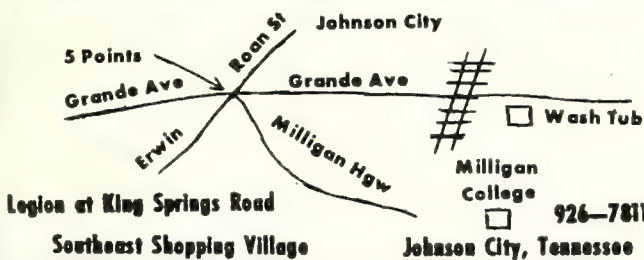 Johnson City
Roan St
5 Points
Grande Ave
Grande Ave
Wash Tub
Erwin
Milligan Hgw
Milligan
College
Legion at King Springs Road
926—7811
Southeast Shopping Village
Johnson City, Tennessee